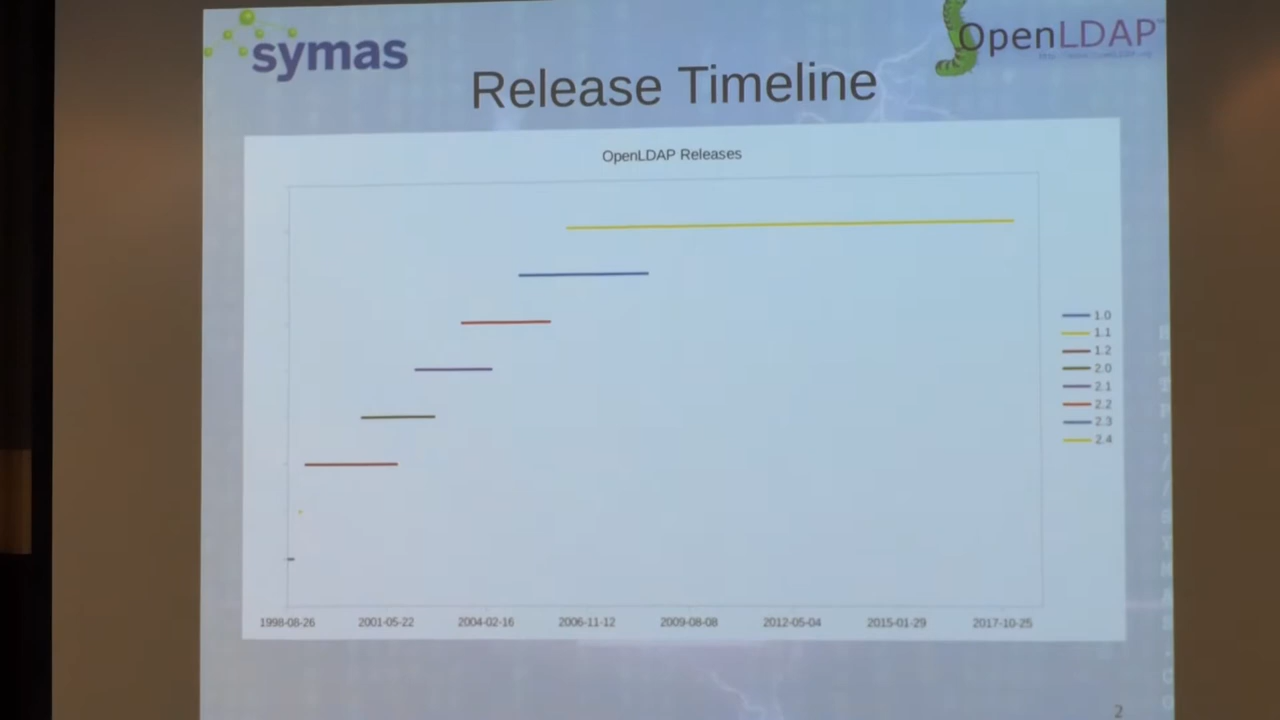 symas
OpenLDAP
Release Timeline
OpenLDAP Releases
1.0
1.1
1.2
2.0
2.1
2.2
2.3
2.4
1998-08-26 2001-05-22 2004-02-16 2006-11-12 2009-08-08 2012-05-04 2015-01-29 2017-10-25
2